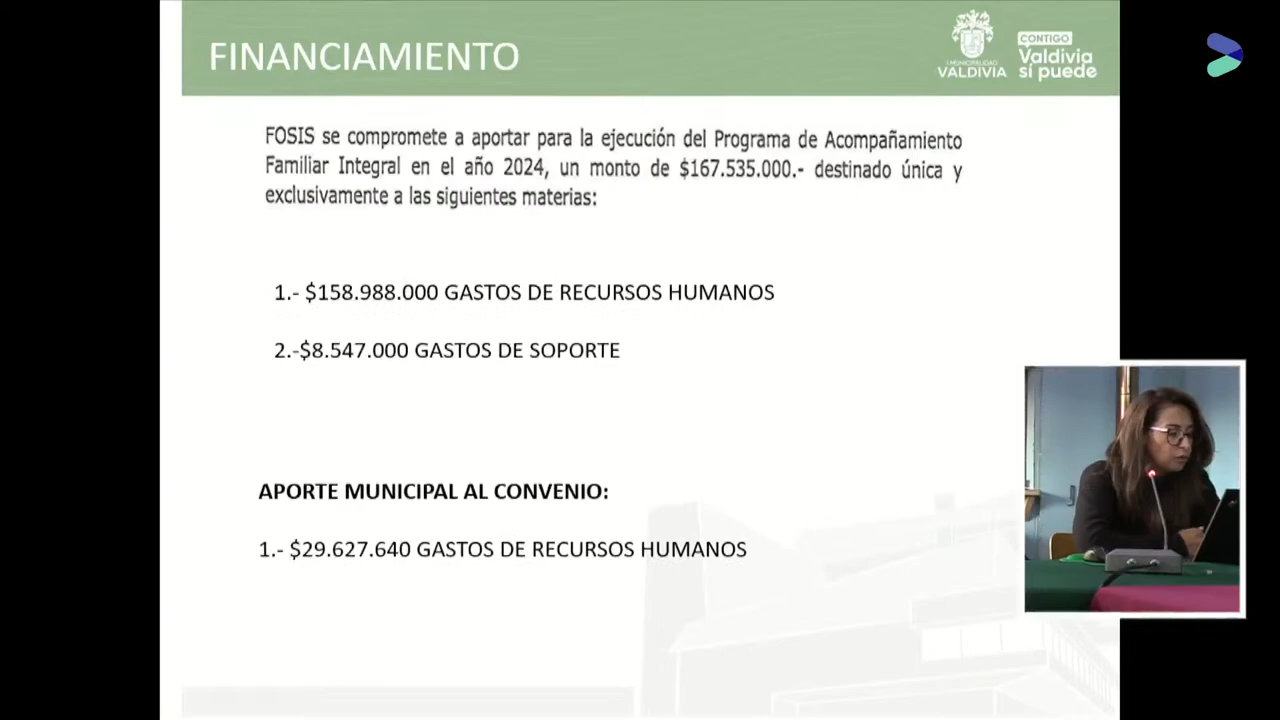 FINANCIAMIENTO
I. MUNICIPALIDAD
VALDIVIA
CONTIGO
Valdivia
sí puede
FOSIS se compromete a aportar para la ejecución del Programa de Acompañamiento
Familiar Integral en el año 2024, un monto de $167.535.000.- destinado única y
exclusivamente a las siguientes materias:
1.- $158.988.000 GASTOS DE RECURSOS HUMANOS
2.-$8.547.000 GASTOS DE SOPORTE
APORTE MUNICIPAL AL CONVENIO:
1.- $29.627.640 GASTOS DE RECURSOS HUMANOS